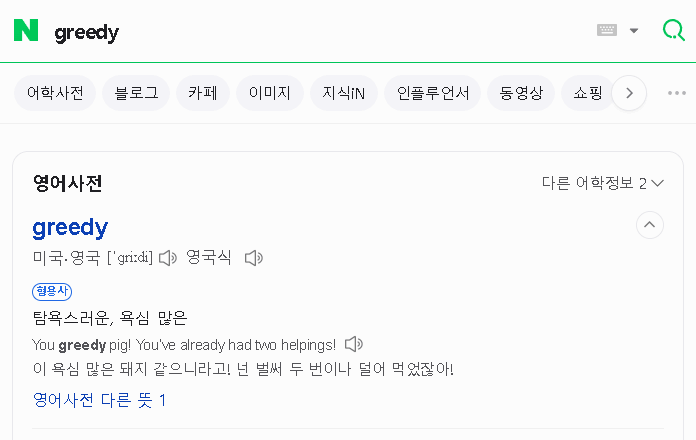 N greedy
어학사전 블로그 카페 이미지 지식iN 인플루언서 동영상 쇼핑
영어사전 다른 어학정보 2
greedy
미국∙영국 [ˈɡriːdi] 영국식
형용사
탐욕스러운, 욕심 많은
You greedy pig! You've already had two helpings!
이 욕심 많은 돼지 같으니라고! 넌 벌써 두 번이나 덜어 먹었잖아!
영어사전 다른 뜻 1